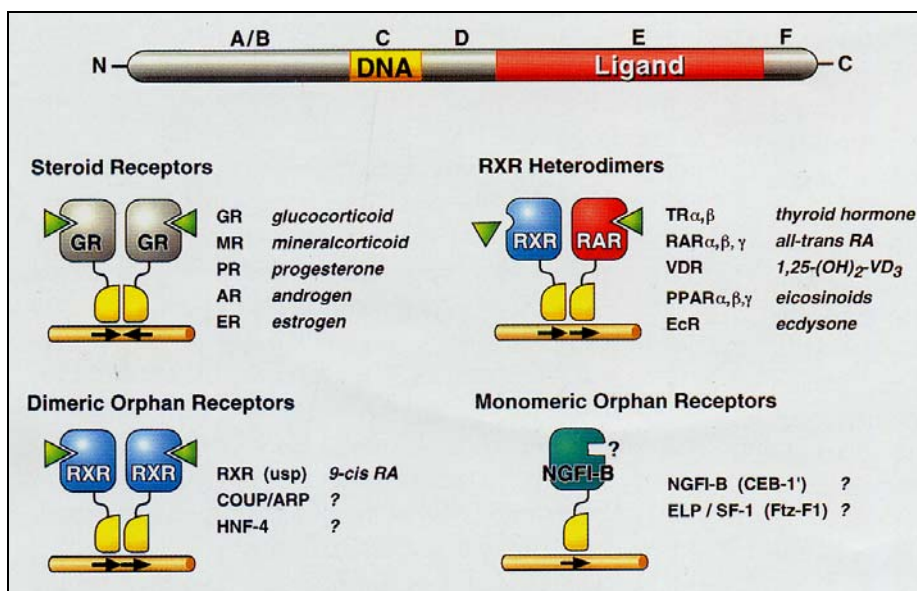 A/B C D E F
N DNA Ligand C
Steroid Receptors
GR GR
GR glucocorticoid
MR mineralcorticoid
PR progesterone
AR androgen
ER estrogen
RXR Heterodimers
RXR RAR
TRα,β thyroid hormone
RARα,β,γ all-trans RA
VDR 1,25-(OH)₂-VD₃
PPARα,β,γ eicosinoids
EcR ecdysone
Dimeric Orphan Receptors
RXR RXR
RXR (usp) 9-cis RA
COUP/ARP ?
HNF-4 ?
Monomeric Orphan Receptors
?
NGFI-B
NGFI-B (CEB-1') ?
ELP / SF-1 (Ftz-F1) ?